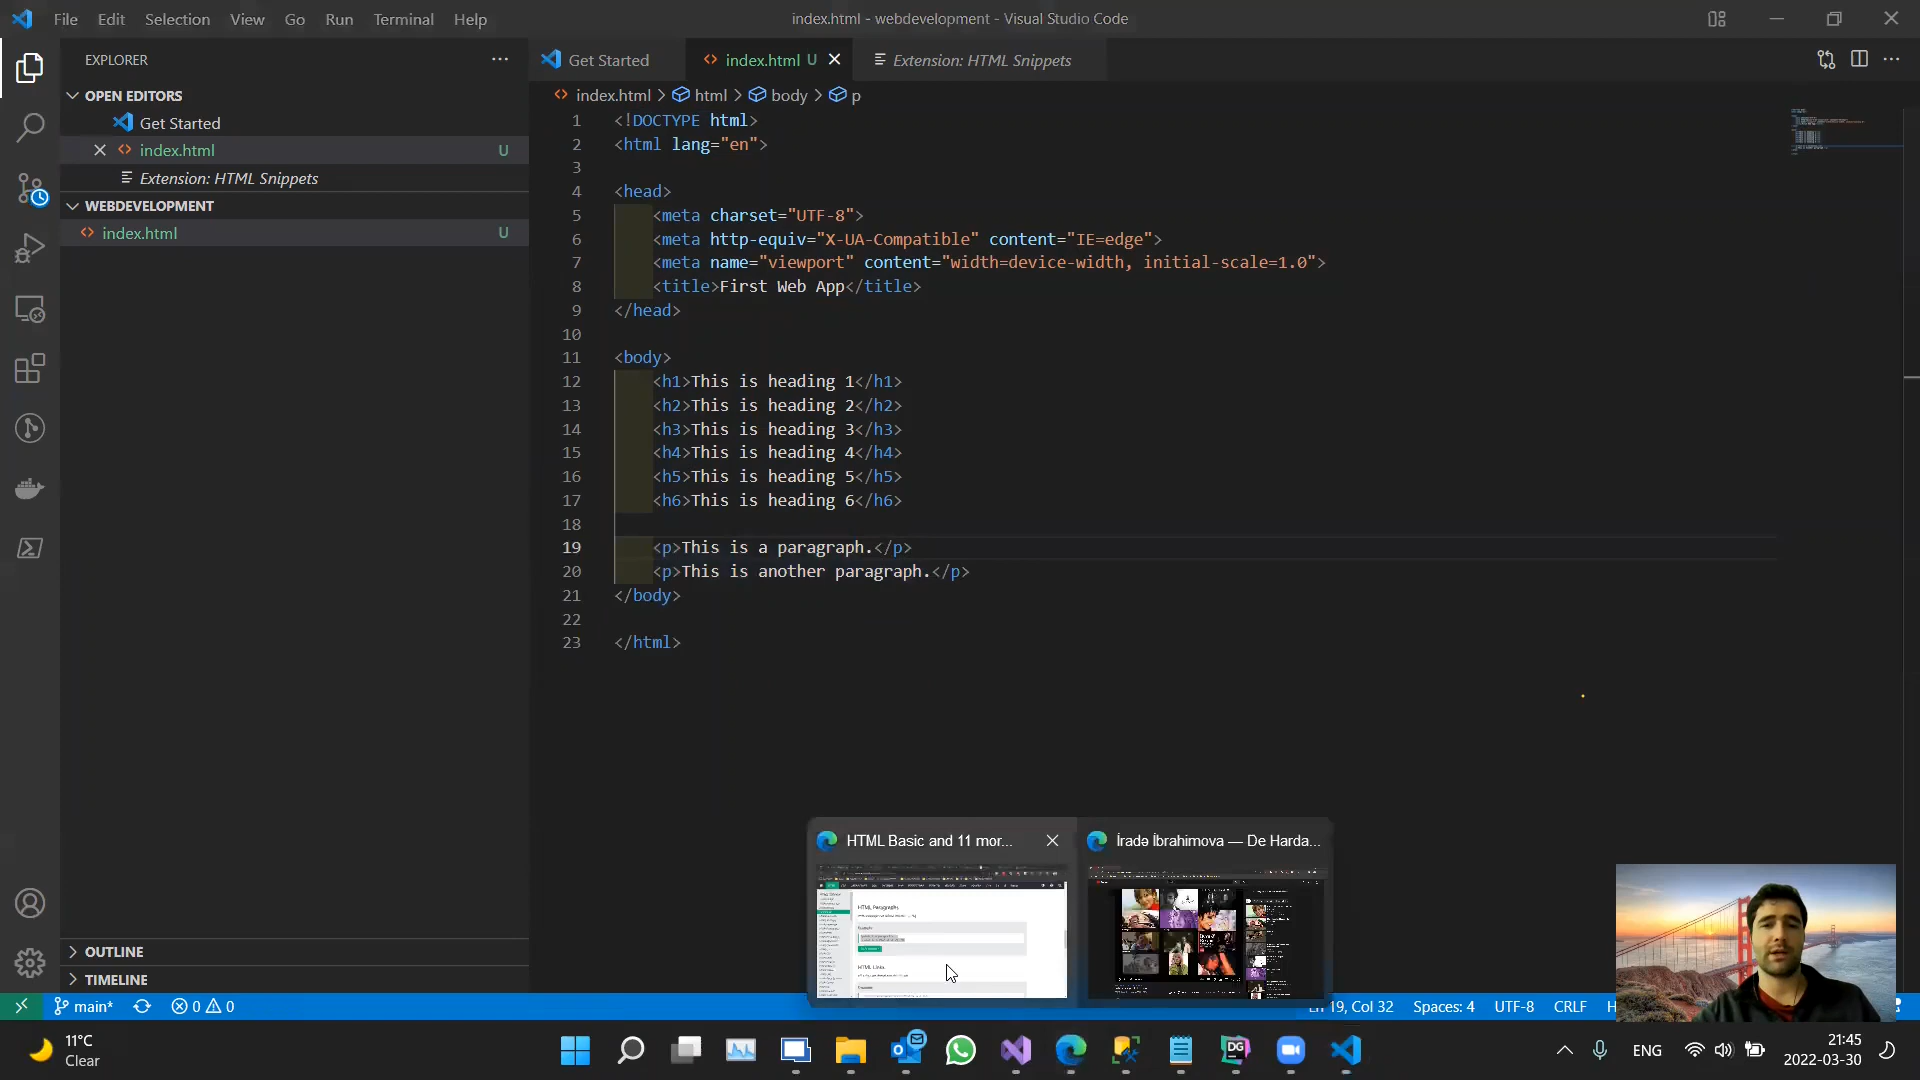 File Edit Selection View Go Run Terminal Help
index.html - webdevelopment - Visual Studio Code
EXPLORER
OPEN EDITORS
Get Started
index.html U
Extension: HTML Snippets
WEBDEVELOPMENT
index.html U
OUTLINE
TIMELINE
Get Started
index.html U
Extension: HTML Snippets
index.html > html > body > p
1 <!DOCTYPE html>
2 <html lang="en">
3
4 <head>
5 <meta charset="UTF-8">
6 <meta http-equiv="X-UA-Compatible" content="IE=edge">
7 <meta name="viewport" content="width=device-width, initial-scale=1.0">
8 <title>First Web App</title>
9 </head>
10
11 <body>
12 <h1>This is heading 1</h1>
13 <h2>This is heading 2</h2>
14 <h3>This is heading 3</h3>
15 <h4>This is heading 4</h4>
16 <h5>This is heading 5</h5>
17 <h6>This is heading 6</h6>
18
19 <p>This is a paragraph.</p>
20 <p>This is another paragraph.</p>
21 </body>
22
23 </html>
HTML Basic and 11 mor...
İradə İbrahimova — De Harda...
HTML Paragraphs
HTML Links
main*
0 0
Ln 19, Col 32 Spaces: 4 UTF-8 CRLF H
11°C
Clear
DG
ENG
21:45
2022-03-30